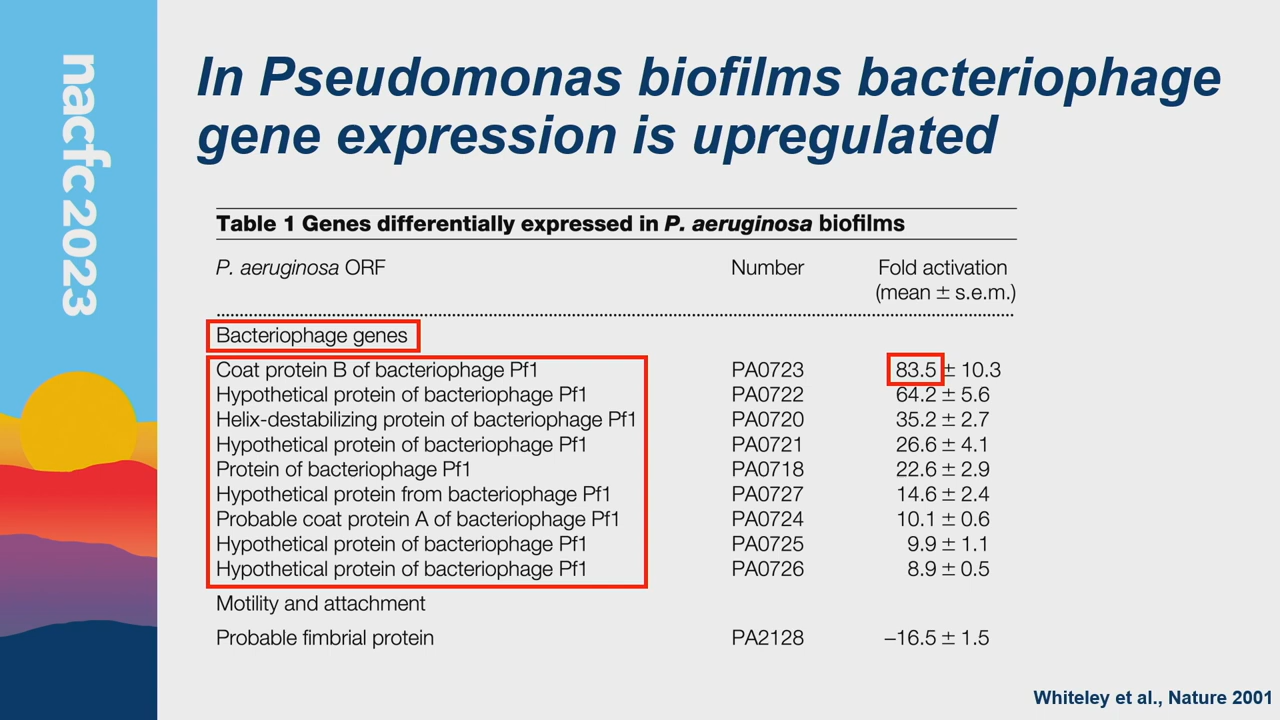 nacfc 2023
In Pseudomonas biofilms bacteriophage
gene expression is upregulated
Table 1 Genes differentially expressed in P. aeruginosa biofilms
P. aeruginosa ORF Number Fold activation
(mean ± s.e.m.)
Bacteriophage genes
Coat protein B of bacteriophage Pf1 PA0723 83.5 ± 10.3
Hypothetical protein of bacteriophage Pf1 PA0722 64.2 ± 5.6
Helix-destabilizing protein of bacteriophage Pf1 PA0720 35.2 ± 2.7
Hypothetical protein of bacteriophage Pf1 PA0721 26.6 ± 4.1
Protein of bacteriophage Pf1 PA0718 22.6 ± 2.9
Hypothetical protein from bacteriophage Pf1 PA0727 14.6 ± 2.4
Probable coat protein A of bacteriophage Pf1 PA0724 10.1 ± 0.6
Hypothetical protein of bacteriophage Pf1 PA0725 9.9 ± 1.1
Hypothetical protein of bacteriophage Pf1 PA0726 8.9 ± 0.5
Motility and attachment
Probable fimbrial protein PA2128 –16.5 ± 1.5
Whiteley et al., Nature 2001